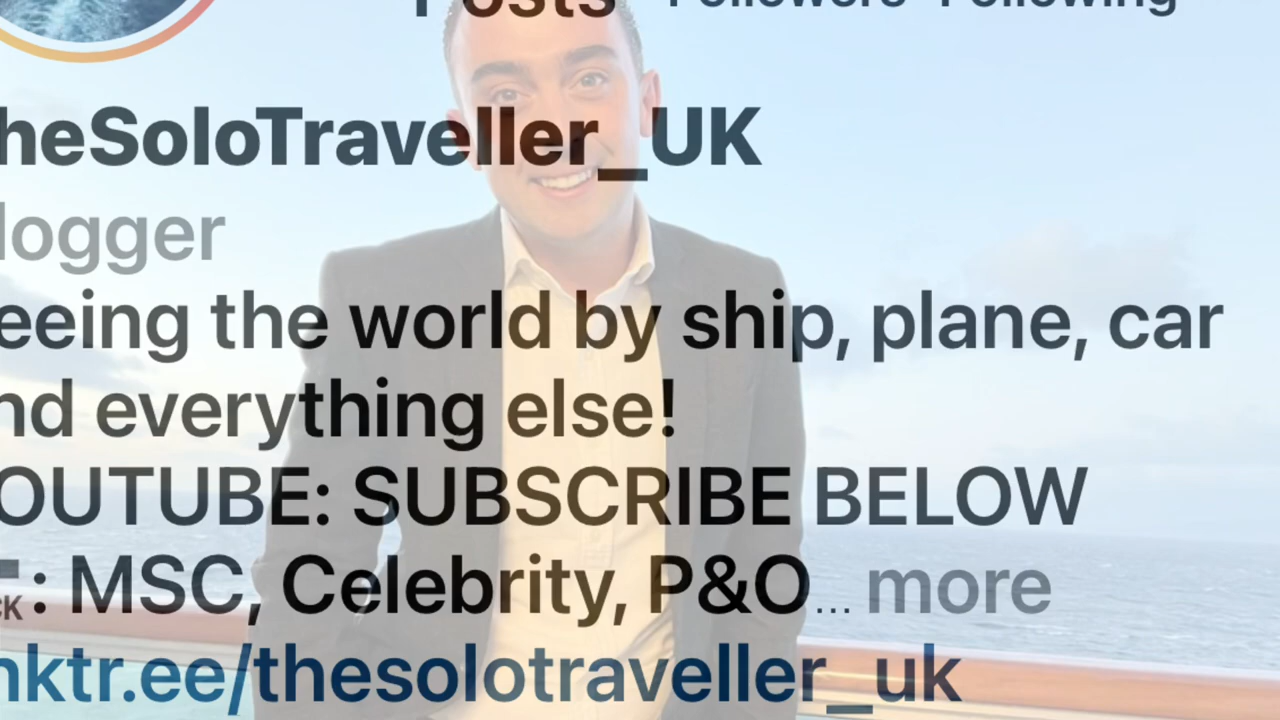 Posts Followers Following
heSoloTraveller_UK
logger
eeing the world by ship, plane, car
nd everything else!
OUTUBE: SUBSCRIBE BELOW
CK: MSC, Celebrity, P&O... more
nktr.ee/thesolotraveller_uk